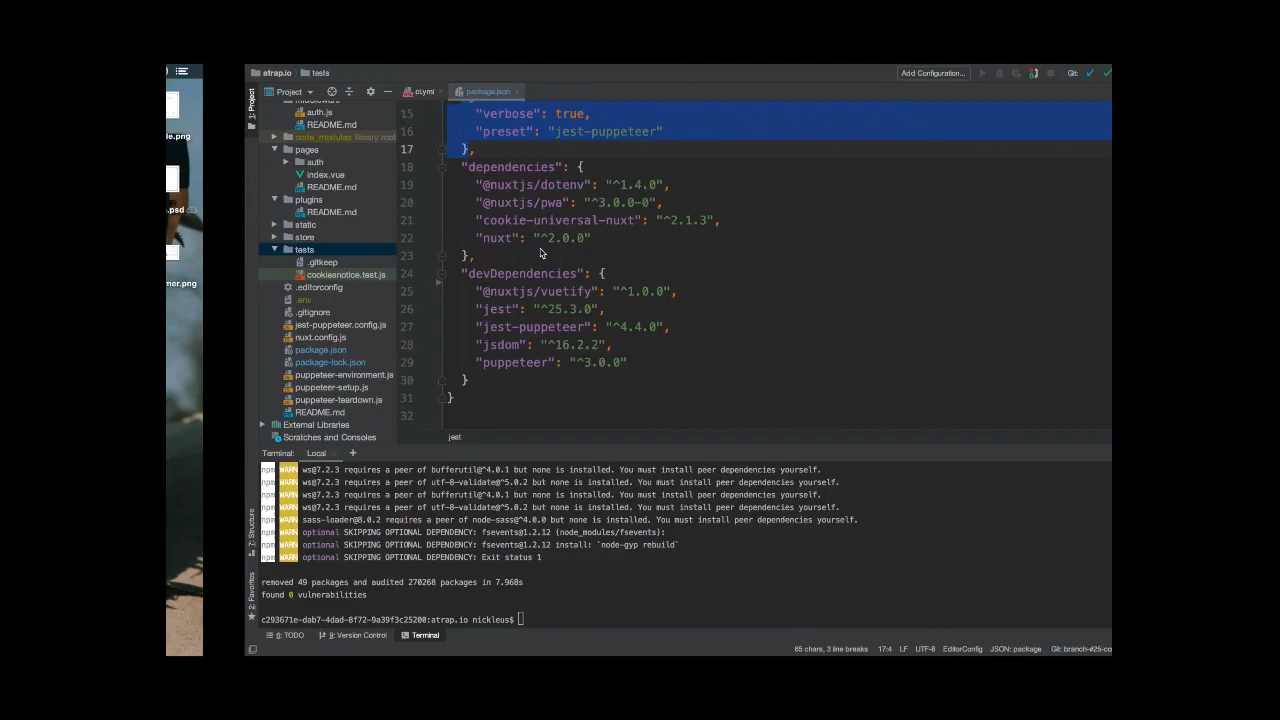 atrap.io
tests
Add Configuration...
Git:
1: Project
Project
ci.yml
package.json
auth.js
README.md
node_modules library root
pages
auth
index.vue
README.md
plugins
README.md
static
store
tests
.gitkeep
cookiesnotice.test.js
.editorconfig
.env
.gitignore
jest-puppeteer.config.js
nuxt.config.js
package.json
package-lock.json
puppeteer-environment.js
puppeteer-setup.js
puppeteer-teardown.js
README.md
External Libraries
Scratches and Consoles
15 "verbose": true,
16 "preset": "jest-puppeteer"
17 },
18 "dependencies": {
19 "@nuxtjs/dotenv": "^1.4.0",
20 "@nuxtjs/pwa": "^3.0.0-0",
21 "cookie-universal-nuxt": "^2.1.3",
22 "nuxt": "^2.0.0"
23 },
24 "devDependencies": {
25 "@nuxtjs/vuetify": "^1.0.0",
26 "jest": "^25.3.0",
27 "jest-puppeteer": "^4.4.0",
28 "jsdom": "^16.2.2",
29 "puppeteer": "^3.0.0"
30 }
31 }
32
jest
Terminal: Local +
npm WARN ws@7.2.3 requires a peer of bufferutil@^4.0.1 but none is installed. You must install peer dependencies yourself.
npm WARN ws@7.2.3 requires a peer of utf-8-validate@^5.0.2 but none is installed. You must install peer dependencies yourself.
npm WARN ws@7.2.3 requires a peer of bufferutil@^4.0.1 but none is installed. You must install peer dependencies yourself.
npm WARN ws@7.2.3 requires a peer of utf-8-validate@^5.0.2 but none is installed. You must install peer dependencies yourself.
npm WARN sass-loader@8.0.2 requires a peer of node-sass@^4.0.0 but none is installed. You must install peer dependencies yourself.
npm WARN optional SKIPPING OPTIONAL DEPENDENCY: fsevents@1.2.12 (node_modules/fsevents):
npm WARN optional SKIPPING OPTIONAL DEPENDENCY: fsevents@1.2.12 install: `node-gyp rebuild`
npm WARN optional SKIPPING OPTIONAL DEPENDENCY: Exit status 1
removed 49 packages and audited 270268 packages in 7.968s
found 0 vulnerabilities
c293671e-dab7-4dad-8f72-9a39f3c25200:atrap.io nickleus$
7: Structure
2: Favorites
6: TODO
9: Version Control
Terminal
65 chars, 3 line breaks
17:4
LF
UTF-8
EditorConfig
JSON: package
Git: branch-#25-co